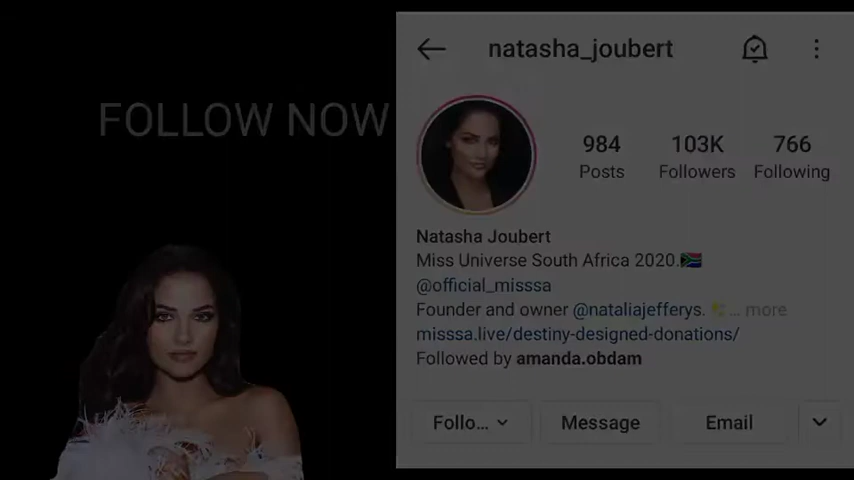 FOLLOW NOW
natasha_joubert
984 103K 766
Posts Followers Following
Natasha Joubert
Miss Universe South Africa 2020.🇿🇦
@official_misssa
Founder and owner @nataliajefferys. ✨... more
misssa.live/destiny-designed-donations/
Followed by amanda.obdam
Follo... Message Email